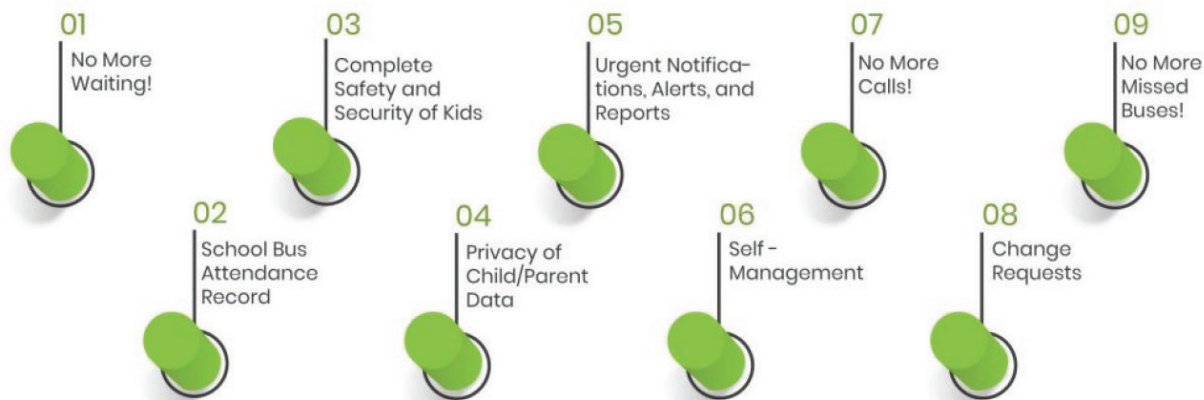 01
No More
Waiting!
02
School Bus
Attendance
Record
03
Complete
Safety and
Security of Kids
04
Privacy of
Child/Parent
Data
05
Urgent Notifica-
tions, Alerts, and
Reports
06
Self -
Management
07
No More
Calls!
08
Change
Requests
09
No More
Missed
Buses!